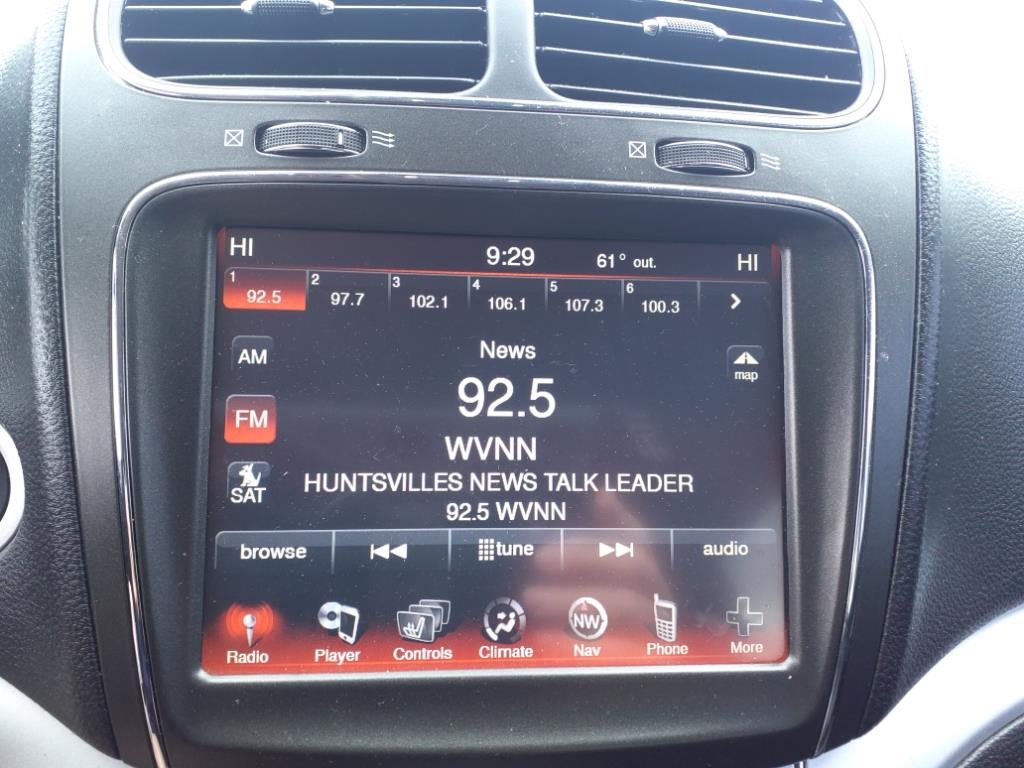 HI 9:29 61° out. HI
1 2 3 4 5 6
92.5 97.7 102.1 106.1 107.3 100.3
AM News
map
92.5
FM
WVNN
SAT HUNTSVILLES NEWS TALK LEADER
92.5 WVNN
browse tune audio
NW
Radio Player Controls Climate Nav Phone More